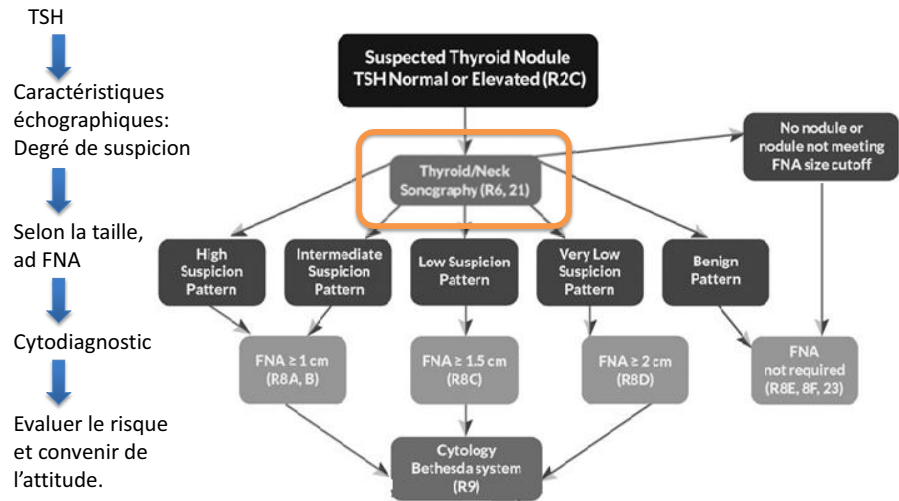 TSH
Caractéristiques
échographiques:
Degré de suspicion
Selon la taille,
ad FNA
Cytodiagnostic
Evaluer le risque
et convenir de
l’attitude.
Suspected Thyroid Nodule
TSH Normal or Elevated (R2C)
No nodule or
nodule not meeting
FNA size cutoff
Thyroid/Neck
Sonography (R6, 21)
High
Suspicion
Pattern
Intermediate
Suspicion
Pattern
Low Suspicion
Pattern
Very Low
Suspicion
Pattern
Benign
Pattern
FNA ≥ 1 cm
(R8A, B)
FNA ≥ 1.5 cm
(R8C)
FNA ≥ 2 cm
(R8D)
FNA
not required
(R8E, 8F, 23)
Cytology
Bethesda system
(R9)